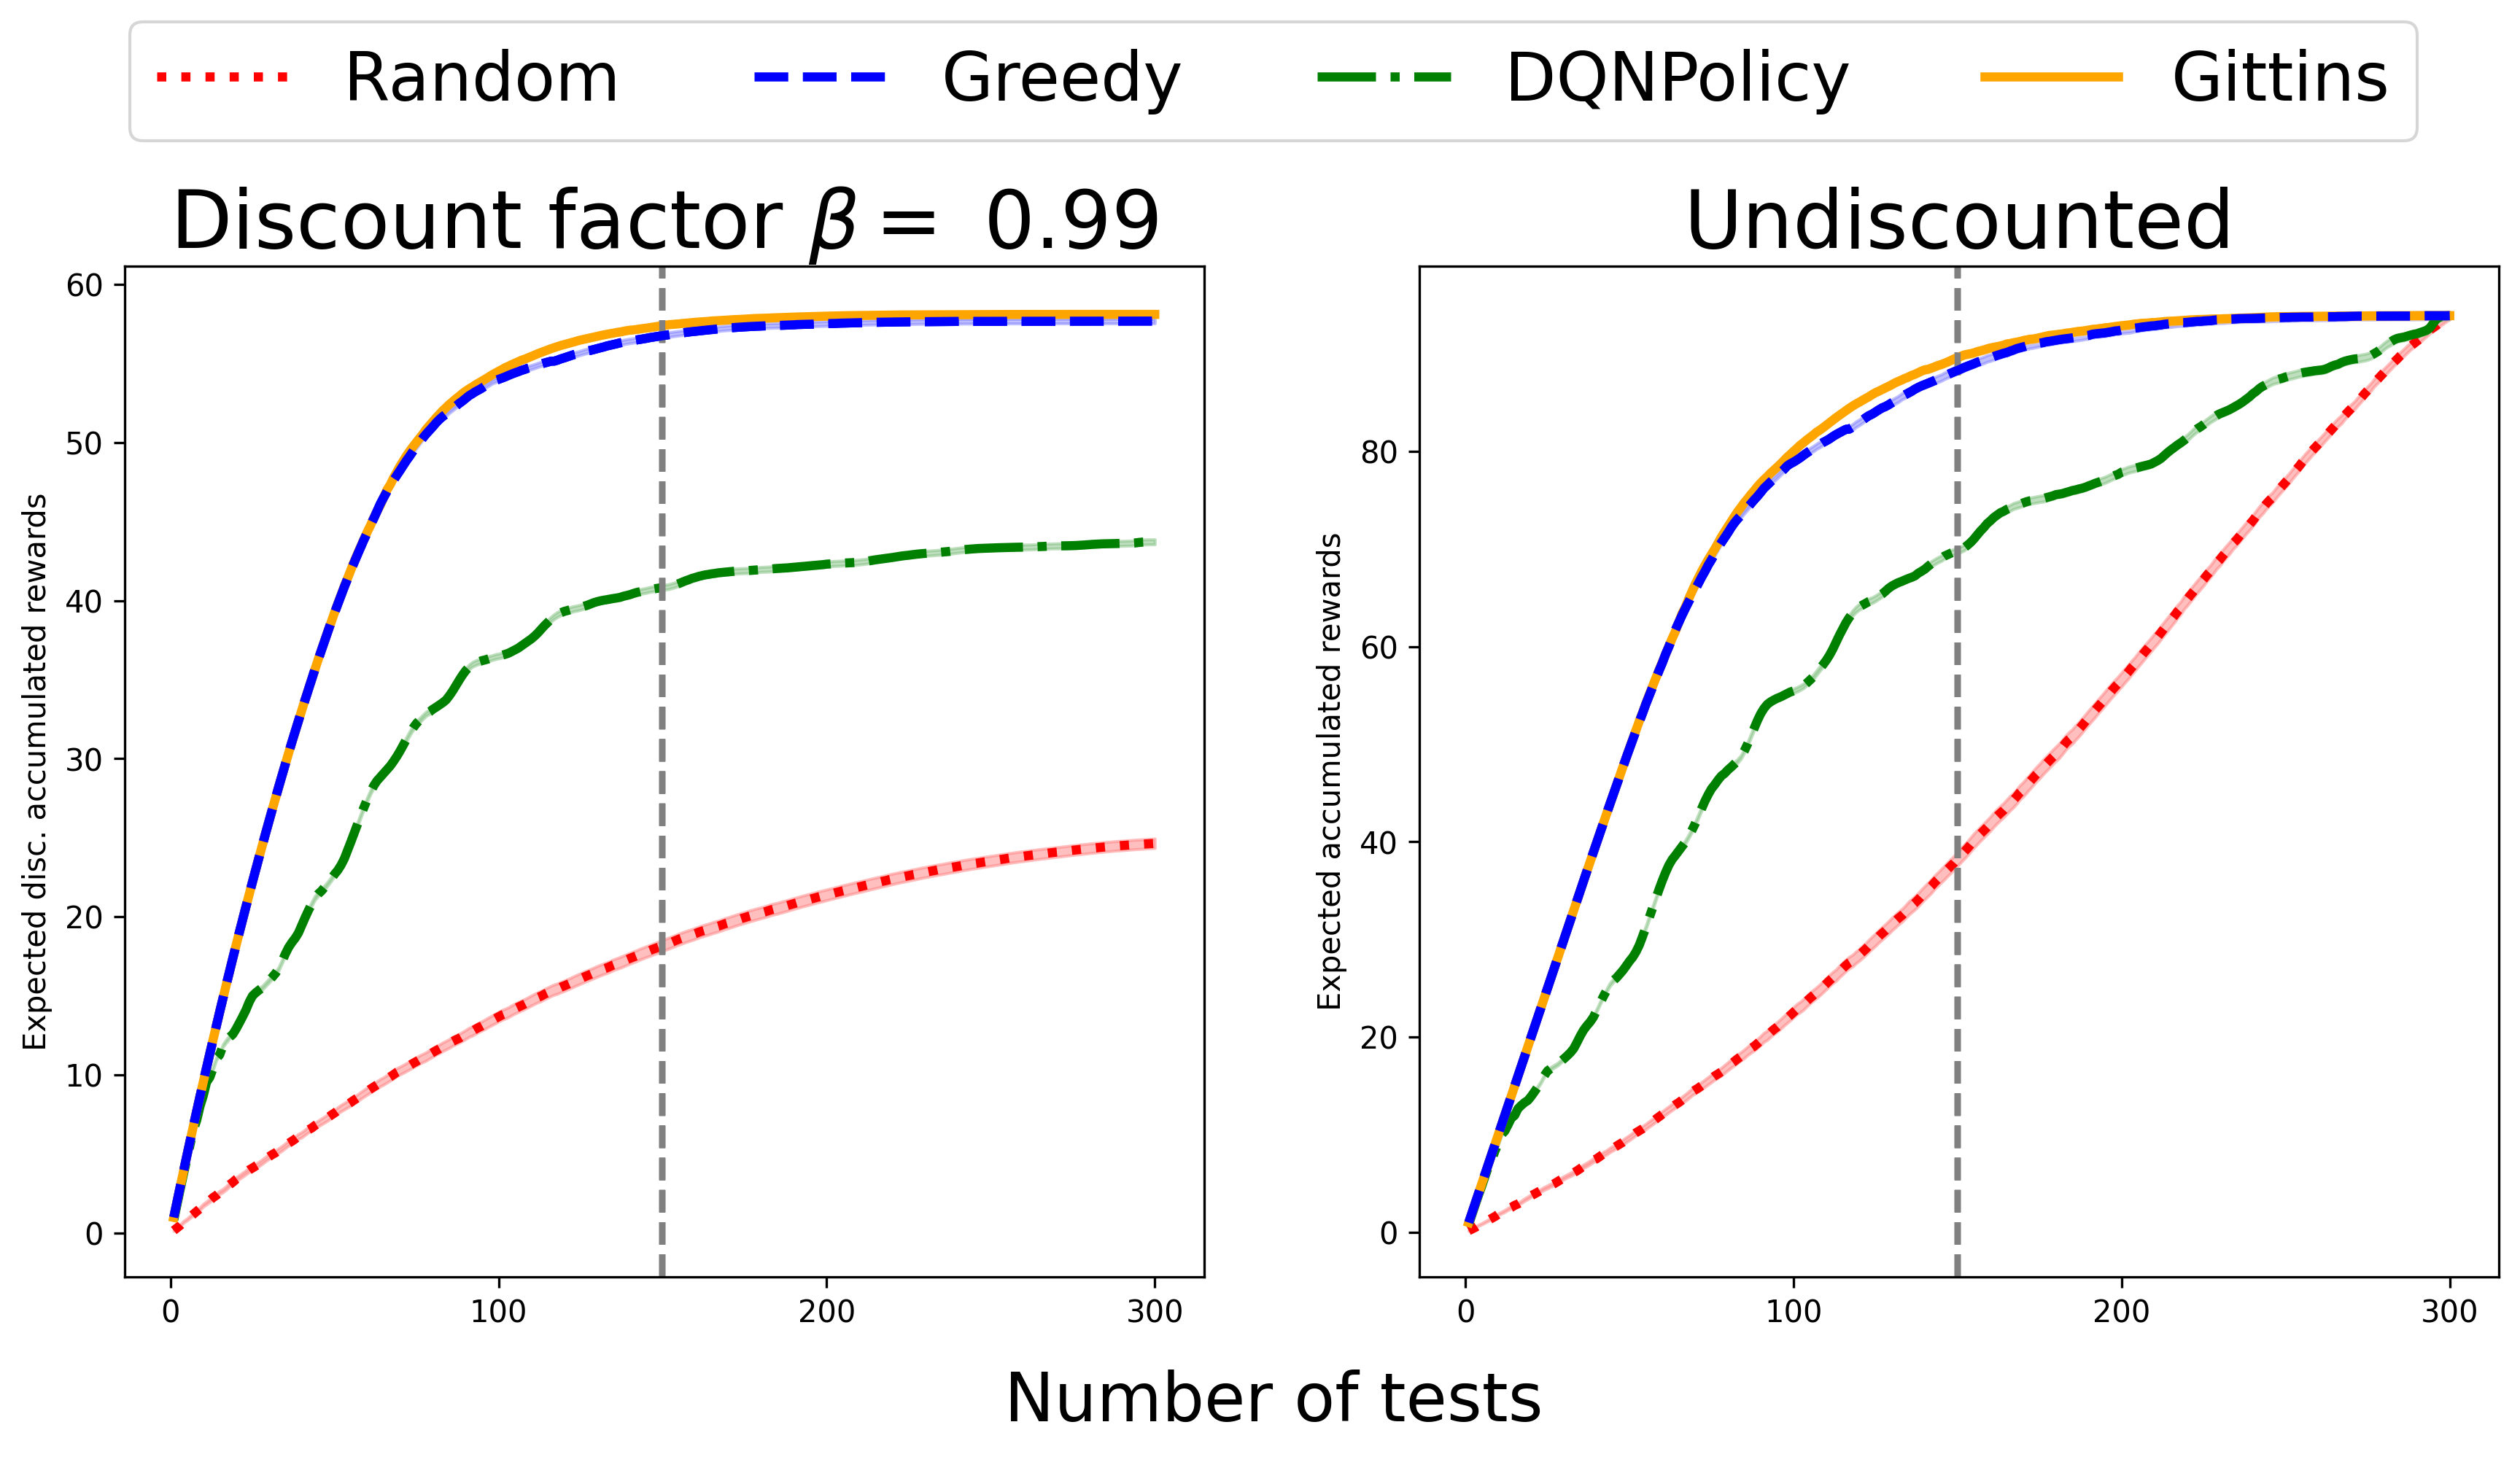 Random Greedy DQNPolicy Gittins
Discount factor β = 0.99
Expected disc. accumulated rewards
60
50
40
30
20
10
0
0 100 200 300
Undiscounted
Expected accumulated rewards
80
60
40
20
0
0 100 200 300
Number of tests